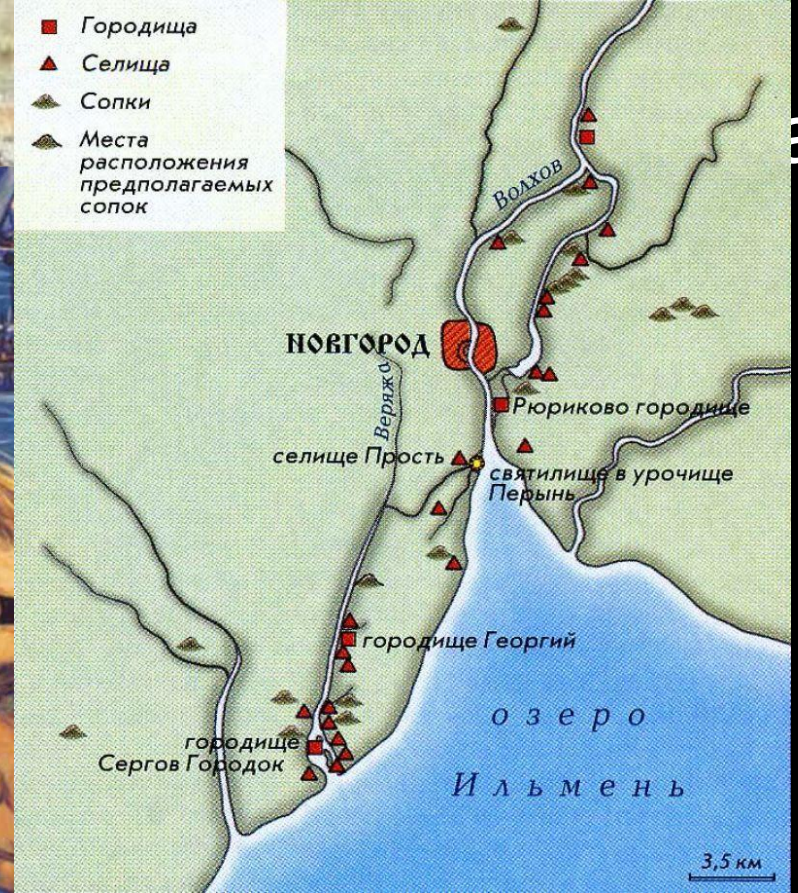 Городища
Селища
Сопки
Места
расположения
предполагаемых
сопок
Волхов
НОВГОРОД
Веряжа
Рюриково городище
селище Прость
святилище в урочище
Перынь
городище Георгий
озеро
Ильмень
городище
Сергов Городок
3,5 км